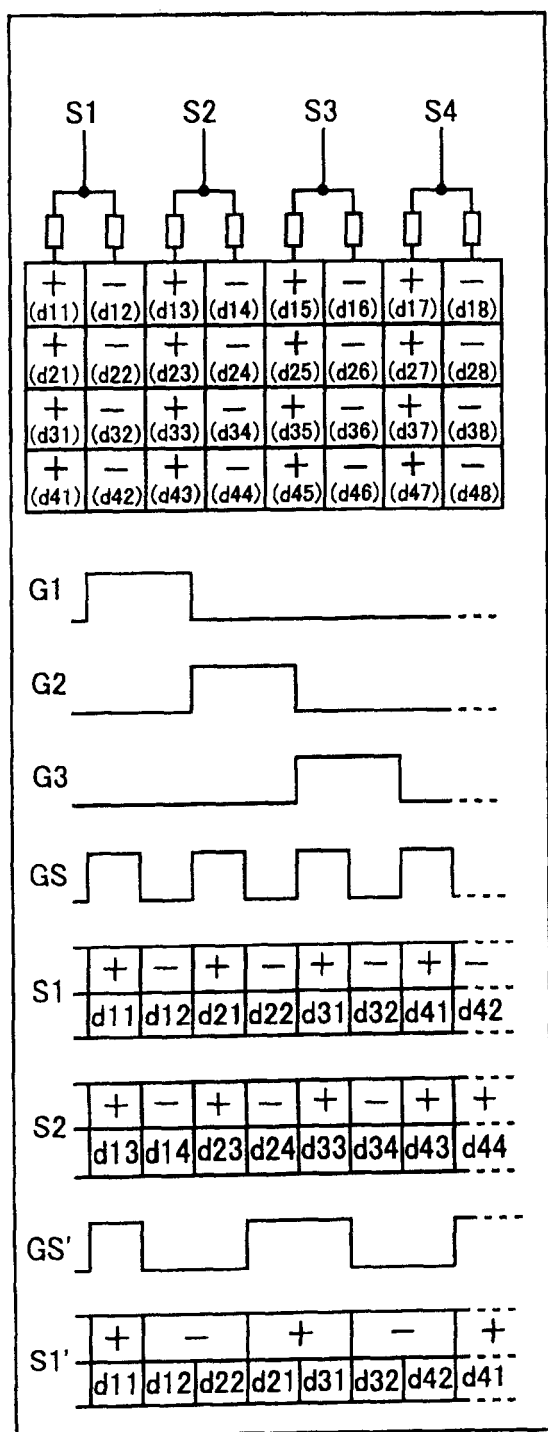 S1 S2 S3 S4
+ − + − + − + −
(d11) (d12) (d13) (d14) (d15) (d16) (d17) (d18)
+ − + − + − + −
(d21) (d22) (d23) (d24) (d25) (d26) (d27) (d28)
+ − + − + − + −
(d31) (d32) (d33) (d34) (d35) (d36) (d37) (d38)
+ − + − + − + −
(d41) (d42) (d43) (d44) (d45) (d46) (d47) (d48)
G1
G2
G3
GS
S1
+ − + − + − + −
d11 d12 d21 d22 d31 d32 d41 d42
S2
+ − + − + − + +
d13 d14 d23 d24 d33 d34 d43 d44
GS'
S1'
+ − + − +
d11 d12 d22 d21 d31 d32 d42 d41